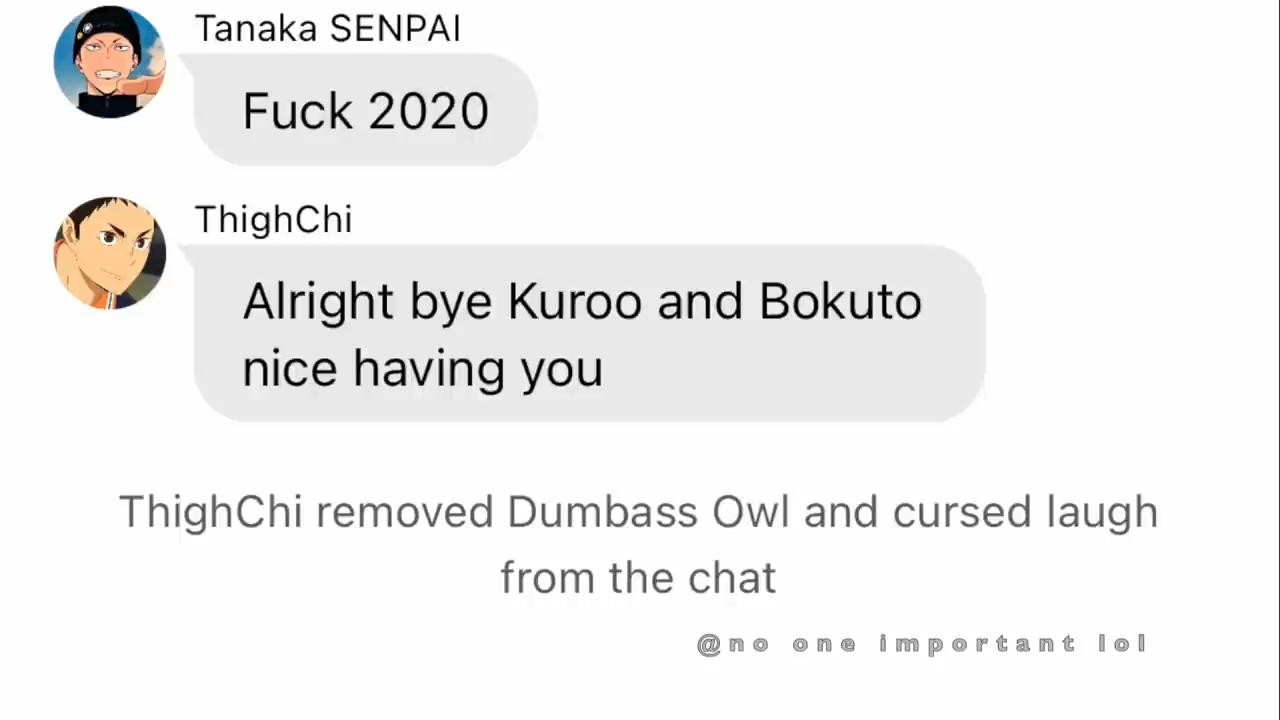 Tanaka SENPAI
Fuck 2020
ThighChi
Alright bye Kuroo and Bokuto
nice having you
ThighChi removed Dumbass Owl and cursed laugh
from the chat
@no one important lol